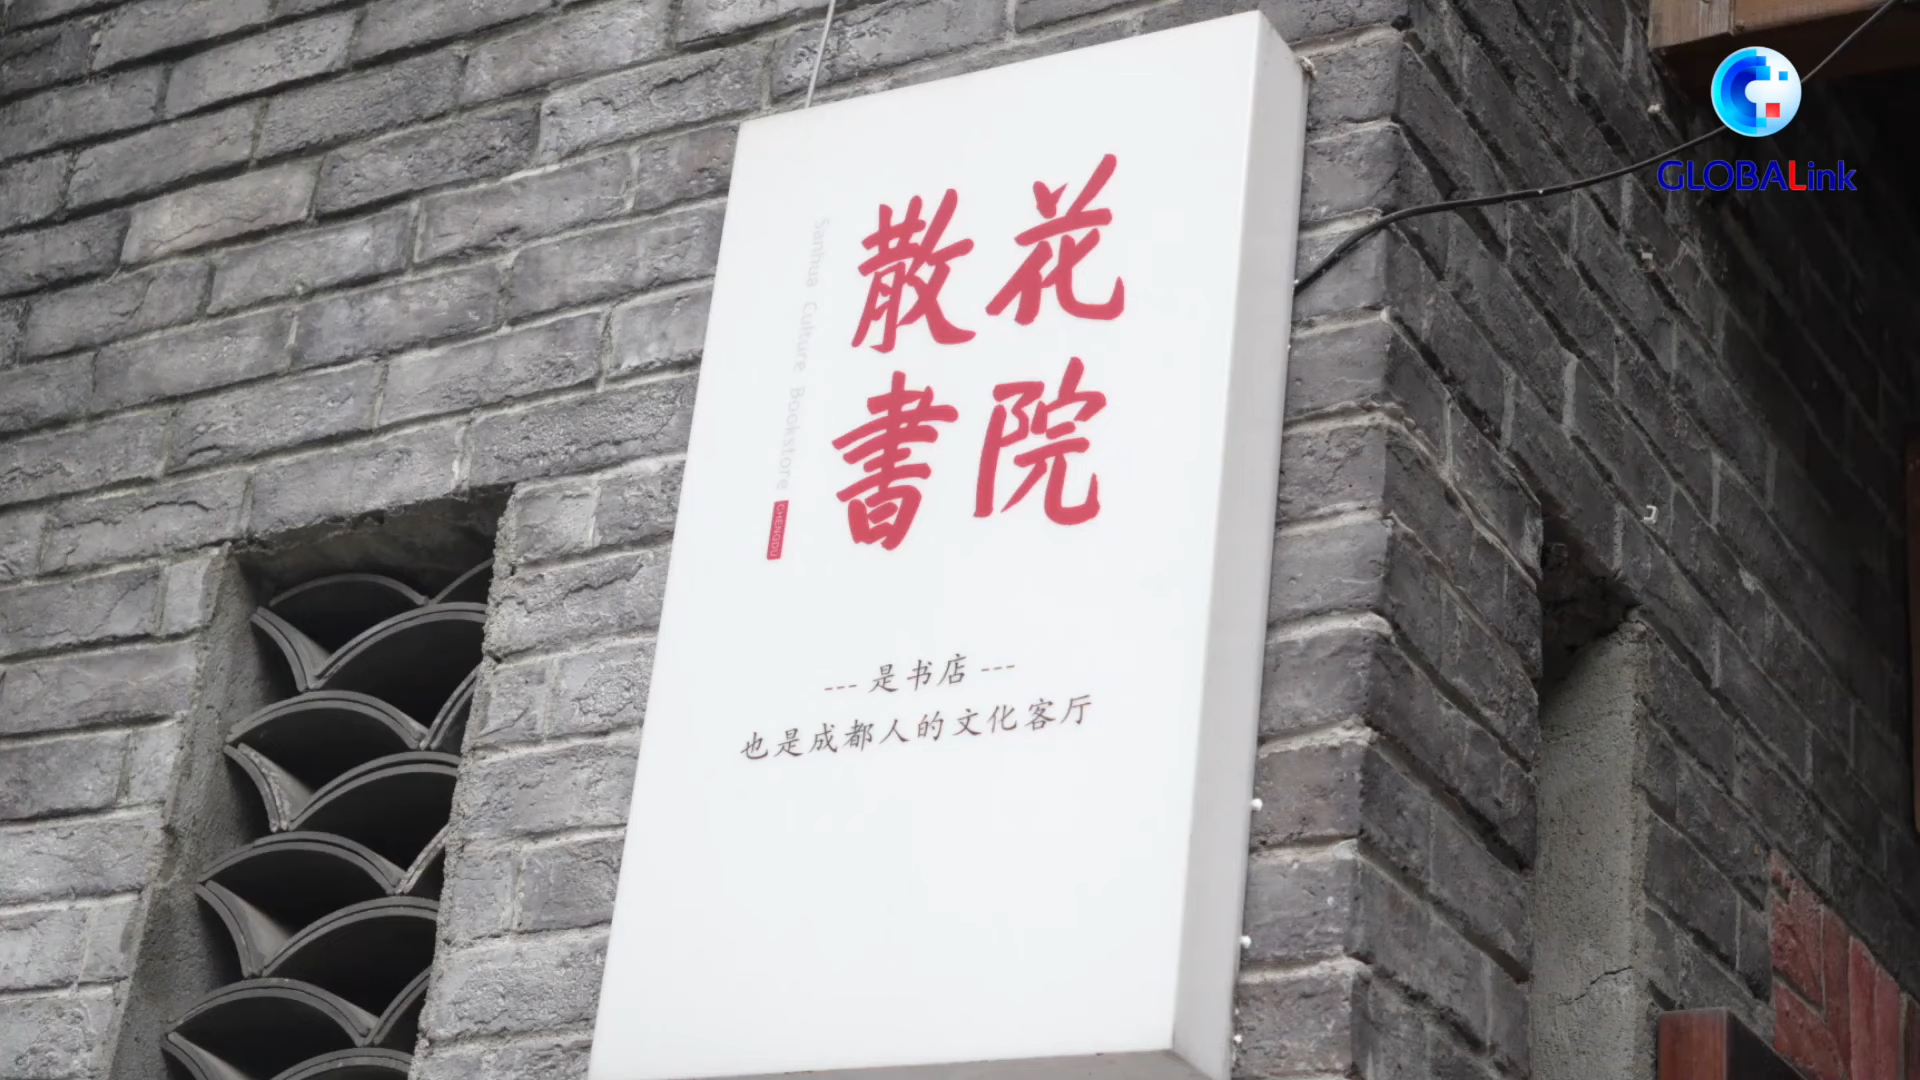 散花
書院
Sanhua Culture Bookstore
CHENGDU
--- 是书店 ---
也是成都人的文化客厅
GLOBALink